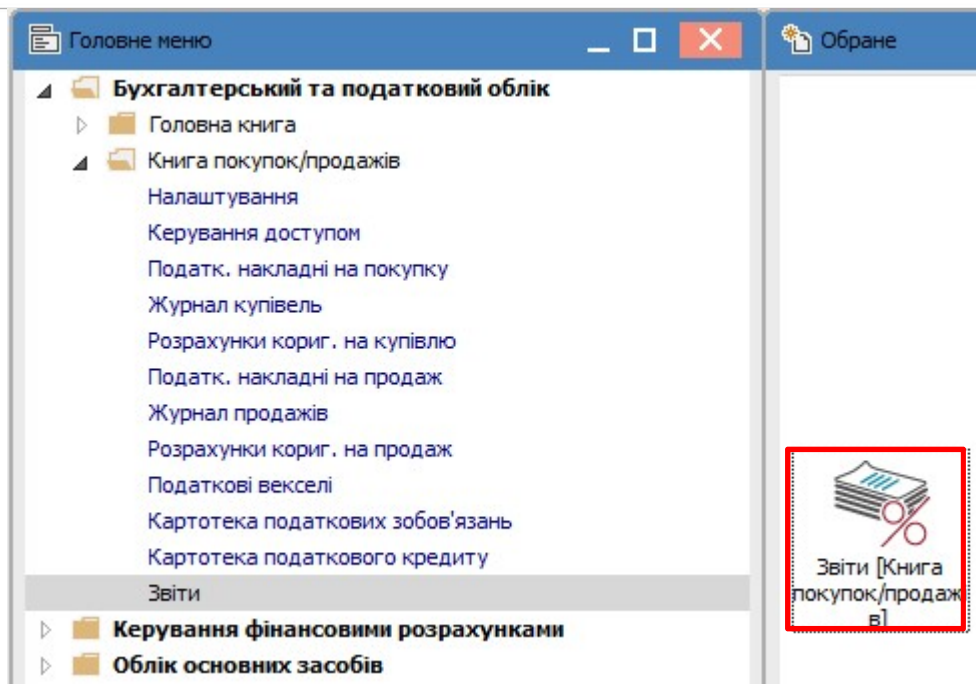 Головне меню
Обране
Бухгалтерський та податковий облік
Головна книга
Книга покупок/продажів
Налаштування
Керування доступом
Податк. накладні на покупку
Журнал купівель
Розрахунки кориг. на купівлю
Податк. накладні на продаж
Журнал продажів
Розрахунки кориг. на продаж
Податкові векселі
Картотека податкових зобов'язань
Картотека податкового кредиту
Звіти
Керування фінансовими розрахунками
Облік основних засобів
Звіти [Книга
покупок/продаж
в]